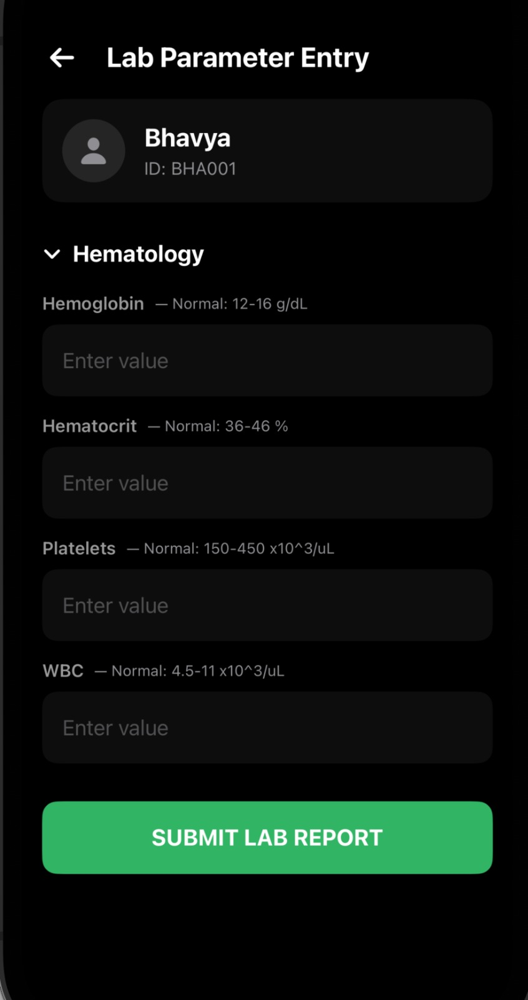 Lab Parameter Entry
Bhavya
ID: BHA001
Hematology
Hemoglobin — Normal: 12-16 g/dL
Enter value
Hematocrit — Normal: 36-46 %
Enter value
Platelets — Normal: 150-450 x10^3/uL
Enter value
WBC — Normal: 4.5-11 x10^3/uL
Enter value
SUBMIT LAB REPORT